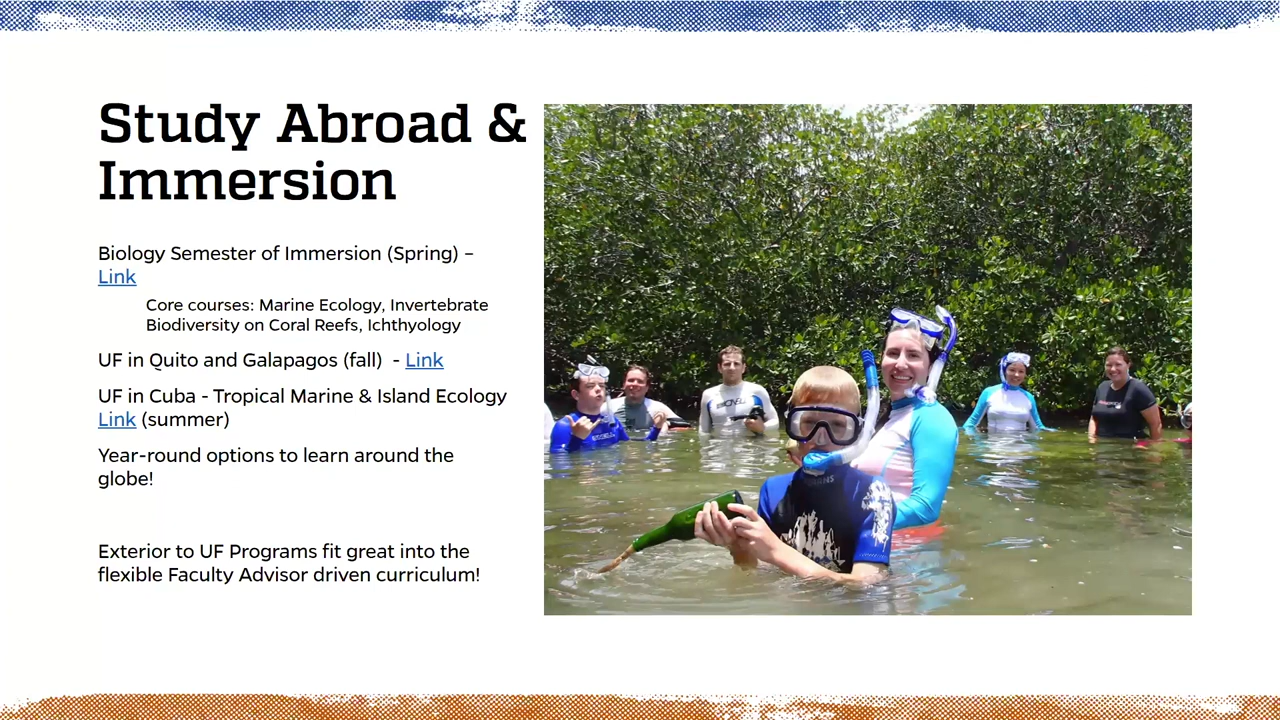 Study Abroad &
Immersion
Biology Semester of Immersion (Spring) –
Link
Core courses: Marine Ecology, Invertebrate
Biodiversity on Coral Reefs, Ichthyology
UF in Quito and Galapagos (fall)  - Link
UF in Cuba - Tropical Marine & Island Ecology
Link (summer)
Year-round options to learn around the
globe!
Exterior to UF Programs fit great into the
flexible Faculty Advisor driven curriculum!